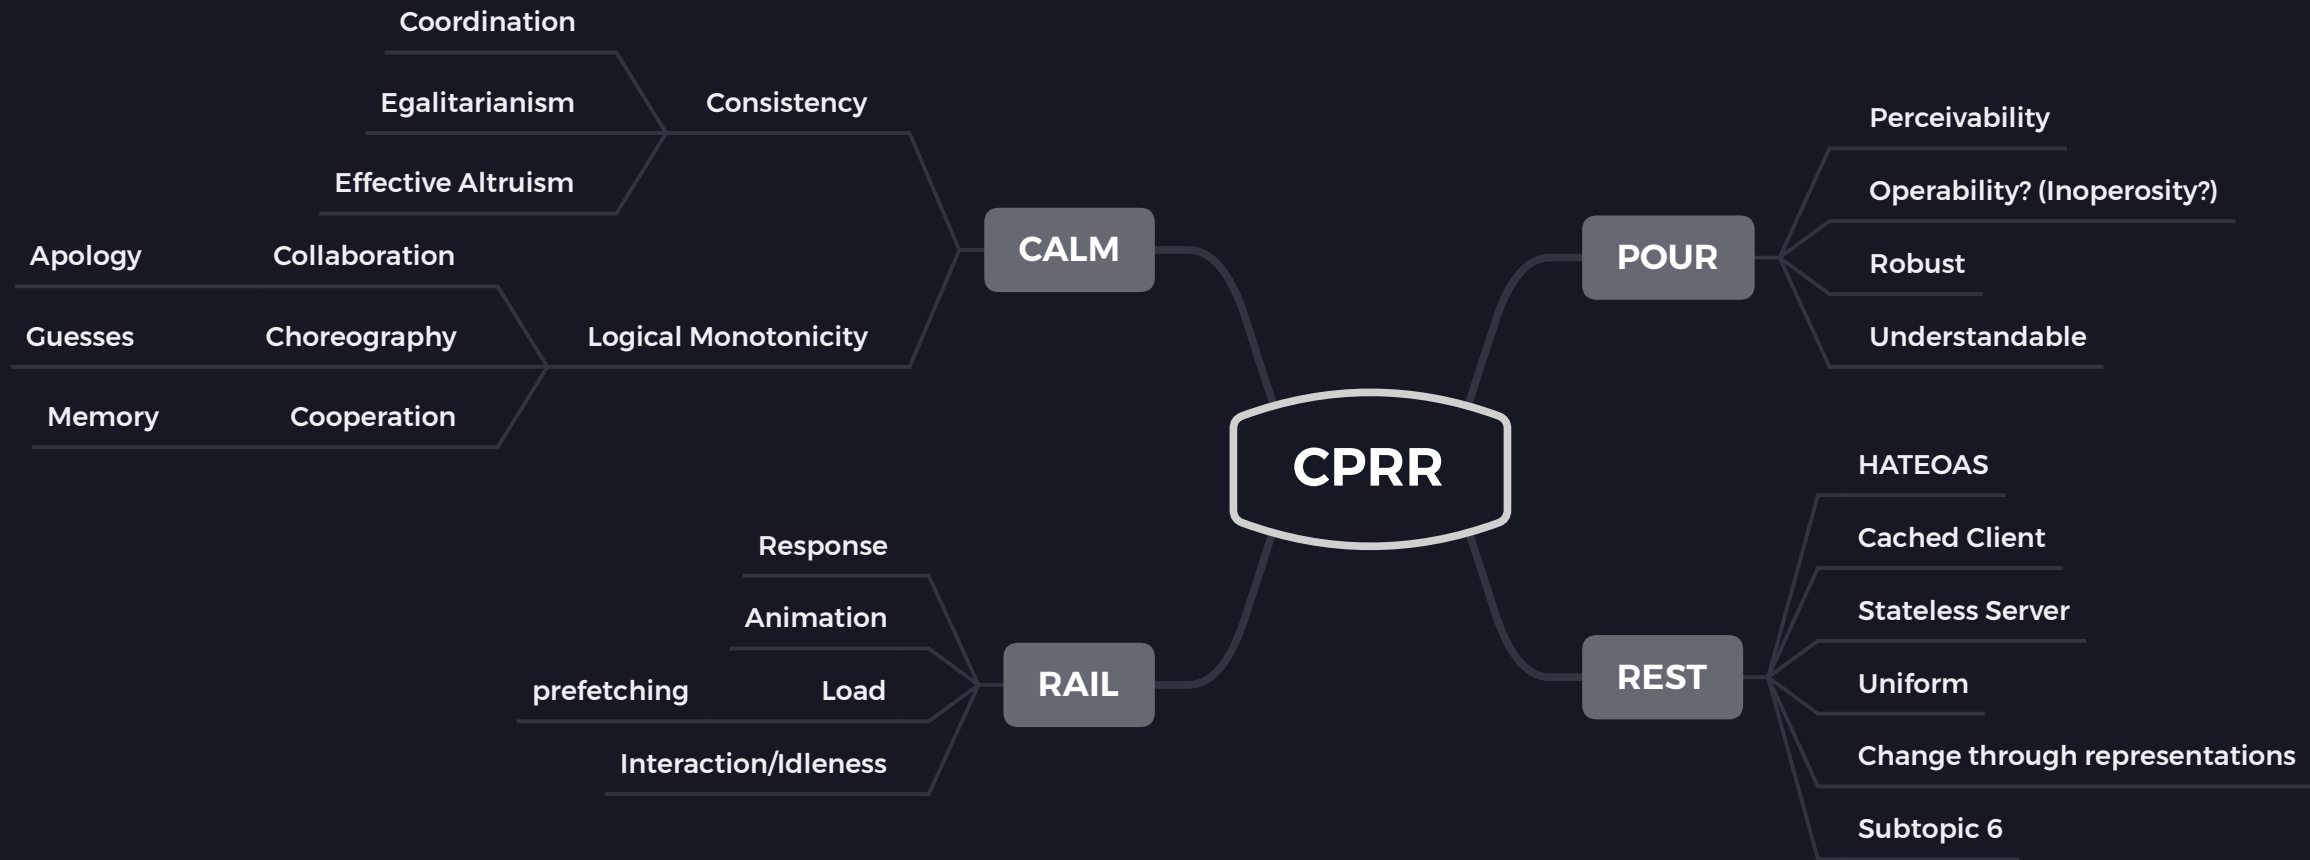 CPRR
CALM
Consistency
Coordination
Egalitarianism
Effective Altruism
Logical Monotonicity
Collaboration
Apology
Choreography
Guesses
Cooperation
Memory
POUR
Perceivability
Operability? (Inoperosity?)
Robust
Understandable
RAIL
Response
Animation
Load
prefetching
Interaction/Idleness
REST
HATEOAS
Cached Client
Stateless Server
Uniform
Change through representations
Subtopic 6